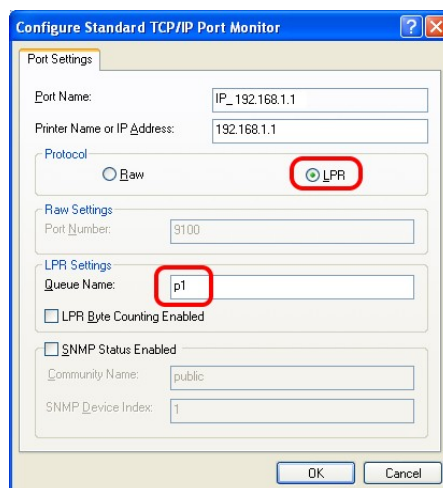 Configure Standard TCP/IP Port Monitor
Port Settings
Port Name: IP_192.168.1.1
Printer Name or IP Address: 192.168.1.1
Protocol
Raw LPR
Raw Settings
Port Number: 9100
LPR Settings
Queue Name: p1
LPR Byte Counting Enabled
SNMP Status Enabled
Community Name: public
SNMP Device Index: 1
OK Cancel